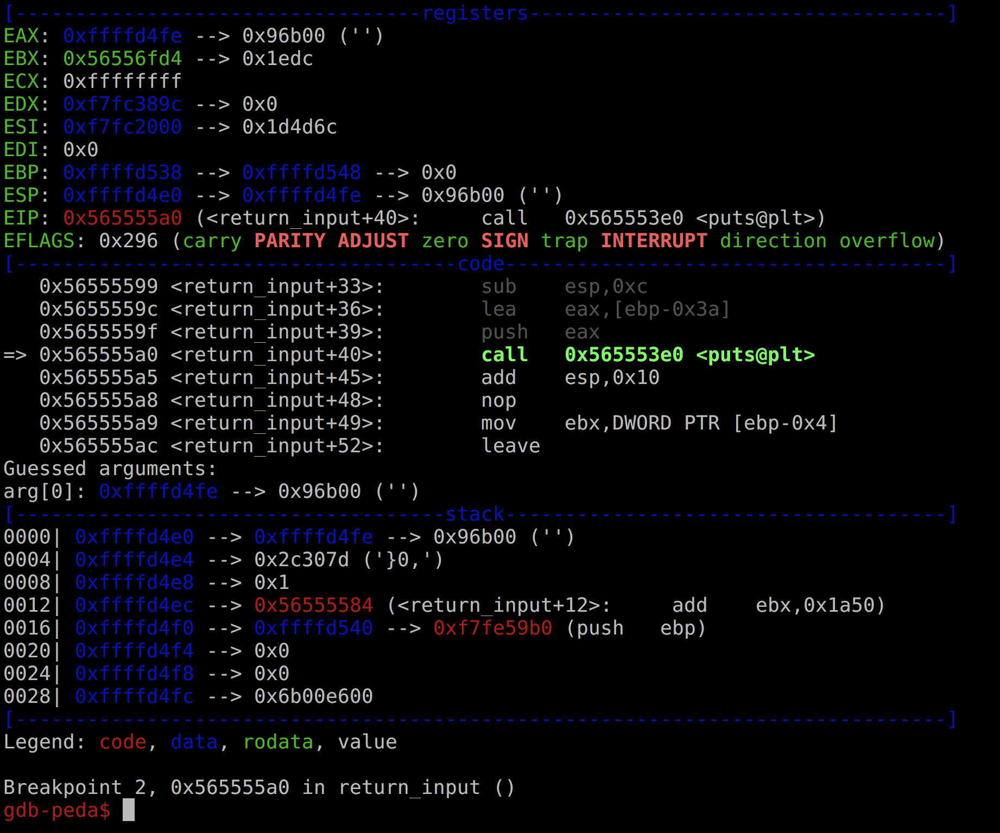 [----------------------------------registers-----------------------------------]
EAX: 0xffffd4fe --> 0x96b00 ('')
EBX: 0x56556fd4 --> 0x1edc
ECX: 0xffffffff
EDX: 0xf7fc389c --> 0x0
ESI: 0xf7fc2000 --> 0x1d4d6c
EDI: 0x0
EBP: 0xffffd538 --> 0xffffd548 --> 0x0
ESP: 0xffffd4e0 --> 0xffffd4fe --> 0x96b00 ('')
EIP: 0x565555a0 (<return_input+40>:     call   0x565553e0 <puts@plt>)
EFLAGS: 0x296 (carry PARITY ADJUST zero SIGN trap INTERRUPT direction overflow)
[-------------------------------------code-------------------------------------]
   0x56555599 <return_input+33>:        sub    esp,0xc
   0x5655559c <return_input+36>:        lea    eax,[ebp-0x3a]
   0x5655559f <return_input+39>:        push   eax
=> 0x565555a0 <return_input+40>:        call   0x565553e0 <puts@plt>
   0x565555a5 <return_input+45>:        add    esp,0x10
   0x565555a8 <return_input+48>:        nop
   0x565555a9 <return_input+49>:        mov    ebx,DWORD PTR [ebp-0x4]
   0x565555ac <return_input+52>:        leave
Guessed arguments:
arg[0]: 0xffffd4fe --> 0x96b00 ('')
[------------------------------------stack-------------------------------------]
0000| 0xffffd4e0 --> 0xffffd4fe --> 0x96b00 ('')
0004| 0xffffd4e4 --> 0x2c307d ('}0,')
0008| 0xffffd4e8 --> 0x1
0012| 0xffffd4ec --> 0x56555584 (<return_input+12>:     add    ebx,0x1a50)
0016| 0xffffd4f0 --> 0xffffd540 --> 0xf7fe59b0 (push   ebp)
0020| 0xffffd4f4 --> 0x0
0024| 0xffffd4f8 --> 0x0
0028| 0xffffd4fc --> 0x6b00e600
[------------------------------------------------------------------------------]
Legend: code, data, rodata, value
Breakpoint 2, 0x565555a0 in return_input ()
gdb-peda$